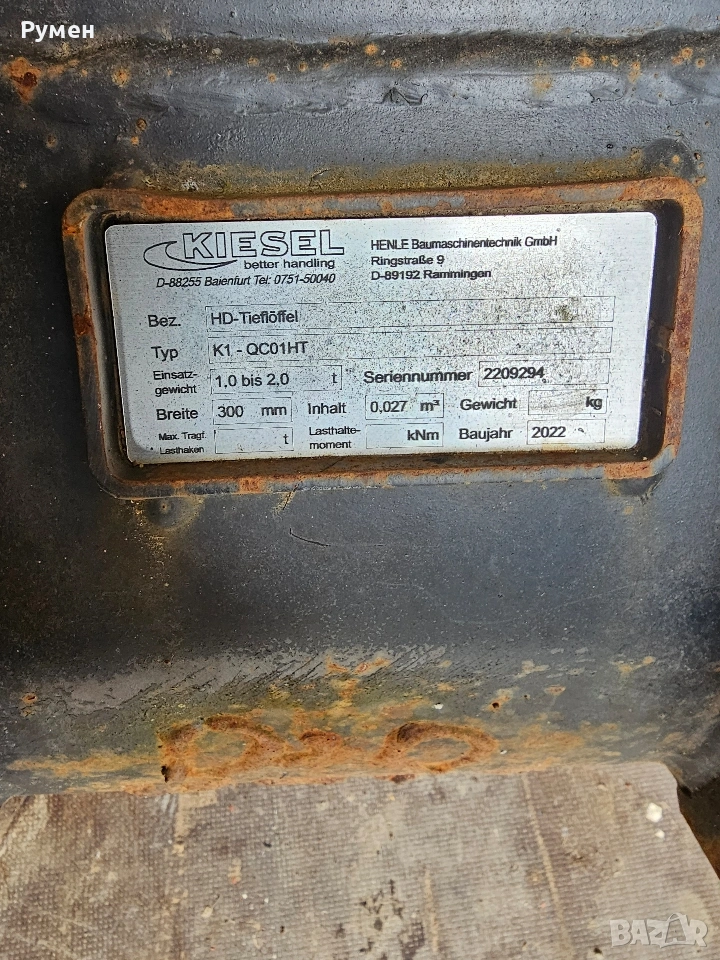 Румен
KIESEL
better handling
D-88255 Baienfurt Tel: 0751-50040
HENLE Baumaschinentechnik GmbH
Ringstraße 9
D-89192 Rammingen
Bez. HD-Tieflöffel
Typ K1 - QC01HT
Einsatz-
gewicht 1,0 bis 2,0 t Seriennummer 2209294
Breite 300 mm Inhalt 0,027 m³ Gewicht kg
Max. Tragf.
Lasthaken t Lasthalte-
moment kNm Baujahr 2022
BAZAR